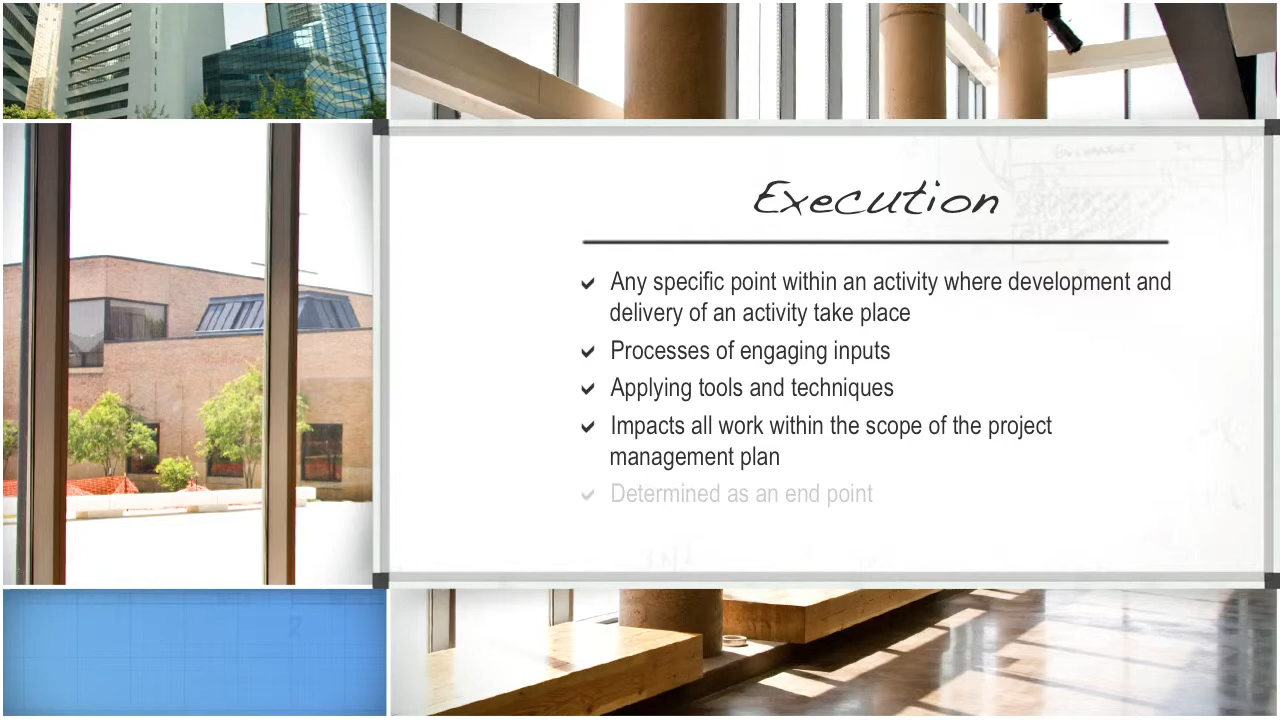 Execution
Any specific point within an activity where development and
delivery of an activity take place
Processes of engaging inputs
Applying tools and techniques
Impacts all work within the scope of the project
management plan
Determined as an end point